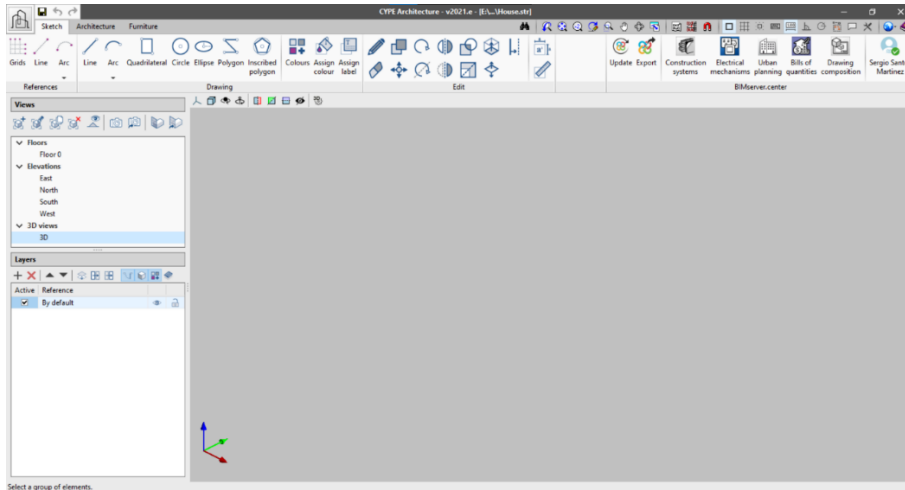 CYPE Architecture - v2021.e - [E:\...\House.str]
Sketch Architecture Furniture
Grids Line Arc Line Arc Quadrilateral Circle Ellipse Polygon Inscribed polygon Colours Assign colour Assign label Update Export Construction systems Electrical mechanisms Urban planning Bills of quantities Drawing composition Sergio Sant
Martinez
References Drawing Edit BIMserver.center
Views
Floors
Floor 0
Elevations
East
North
South
West
3D views
3D
Layers
Active Reference
By default
Select a group of elements.